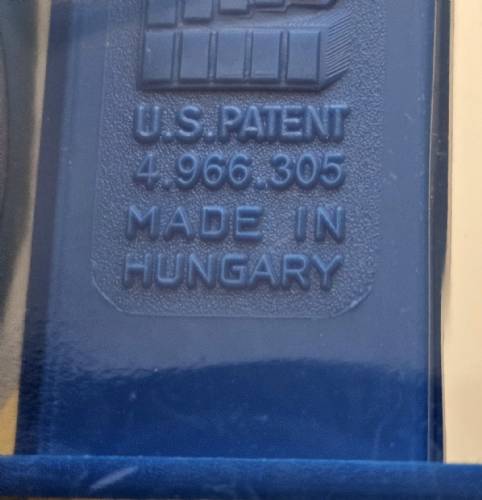 U.S.PATENT
4.966.305
MADE IN
HUNGARY